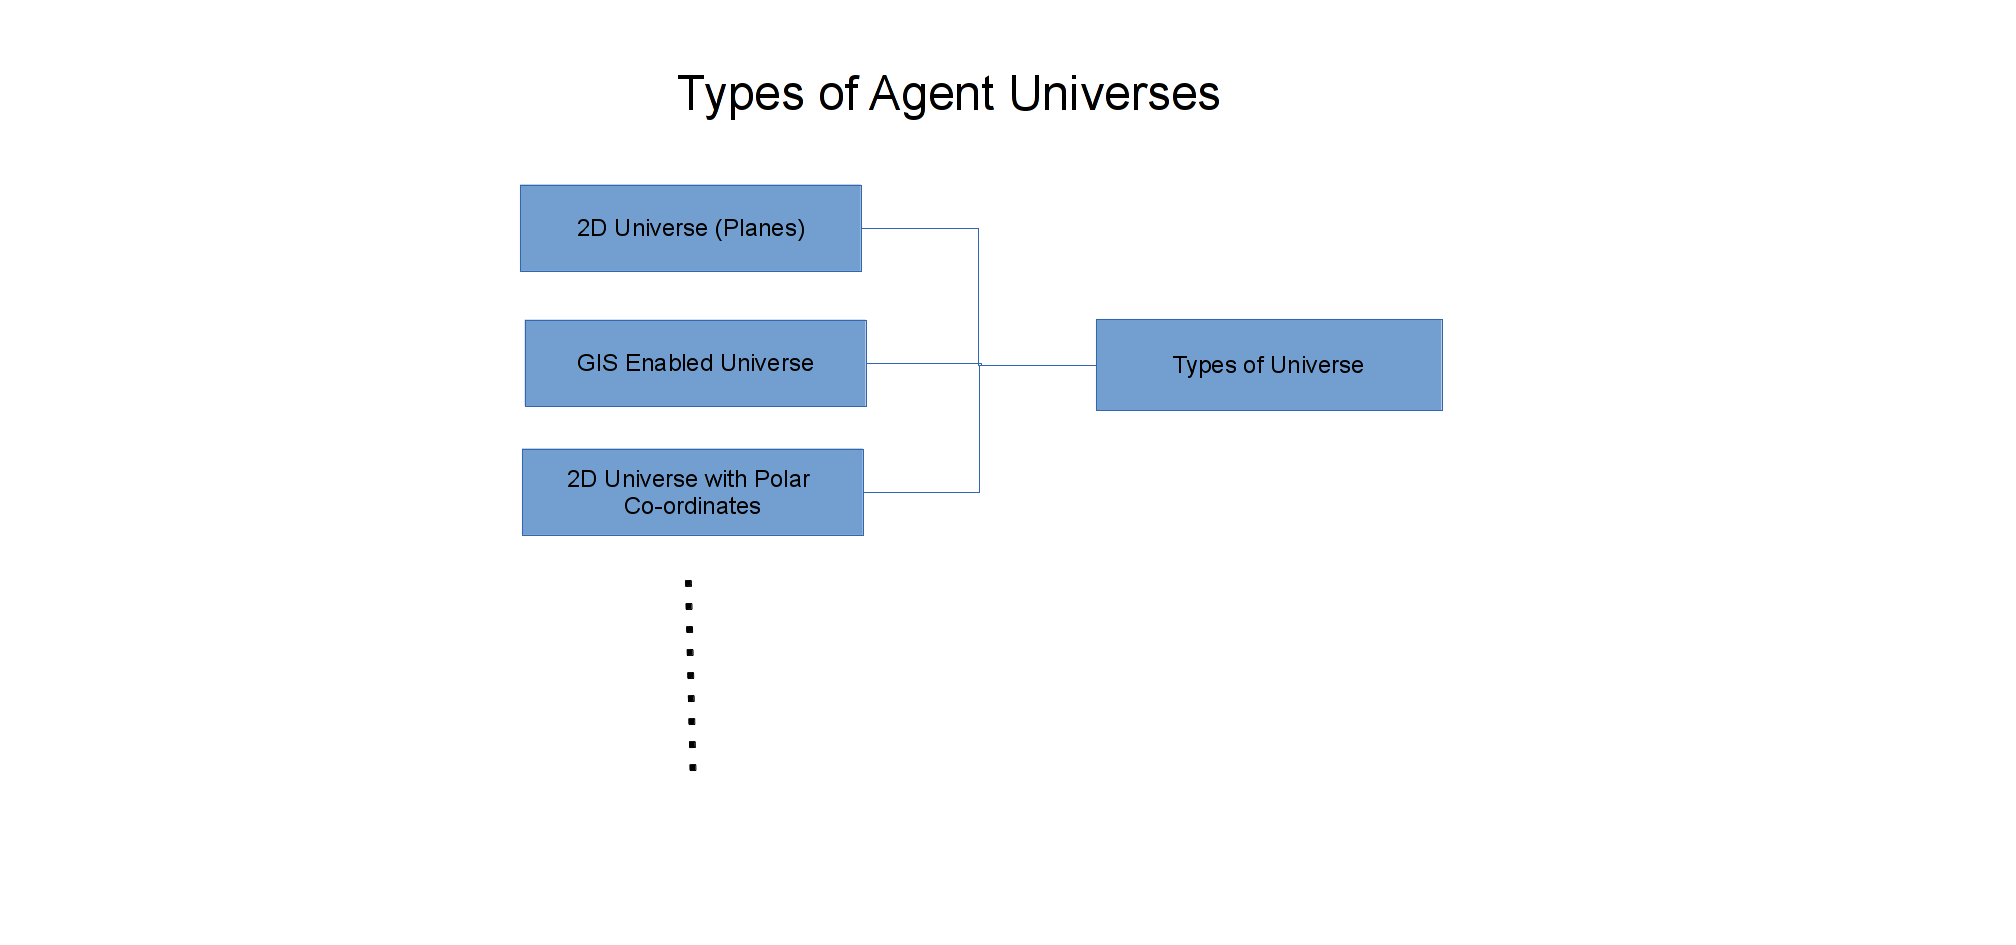 Types of Agent Universes
2D Universe (Planes)
GIS Enabled Universe
Types of Universe
2D Universe with Polar
Co-ordinates